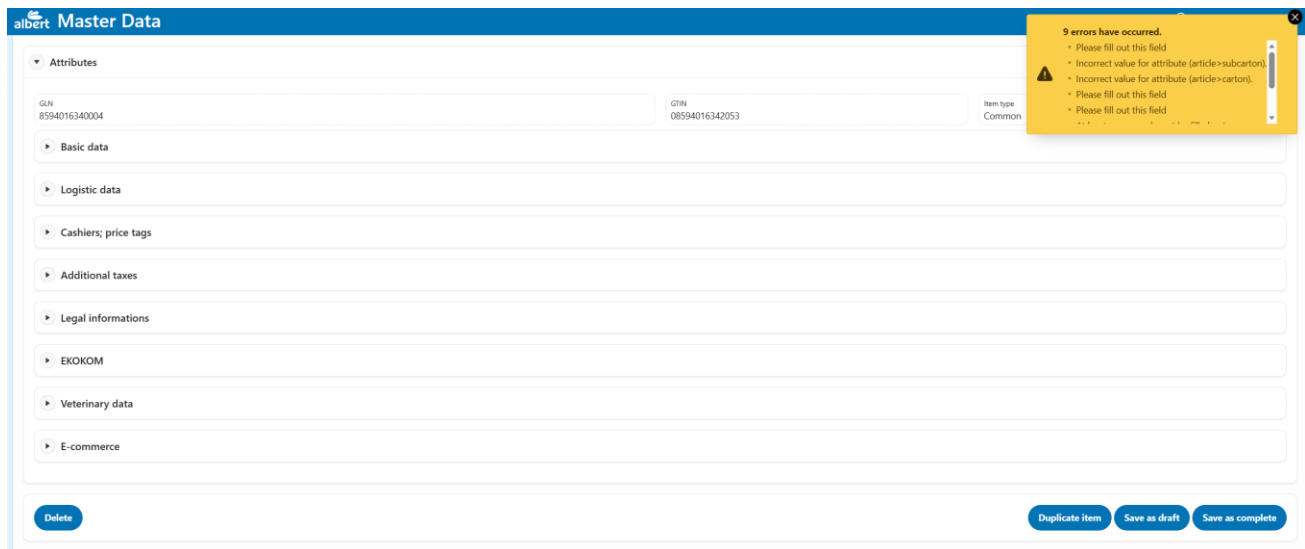 albert Master Data
9 errors have occurred.
Please fill out this field
Incorrect value for attribute (article>subcarton).
Incorrect value for attribute (article>carton).
Please fill out this field
Please fill out this field
Attributes
GLN
8594016340004
GTIN
08594016342053
Item type
Common
Basic data
Logistic data
Cashiers; price tags
Additional taxes
Legal informations
EKOKOM
Veterinary data
E-commerce
Delete
Duplicate item
Save as draft
Save as complete